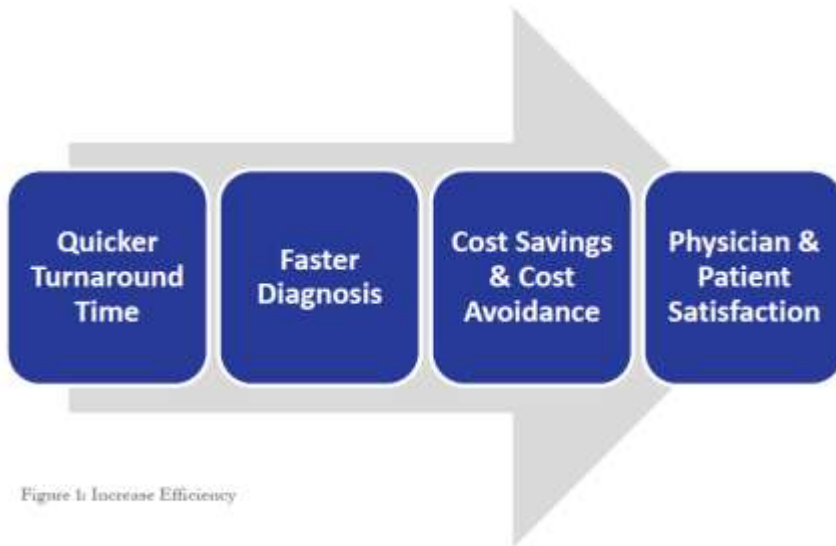 Quicker
Turnaround
Time
Faster
Diagnosis
Cost Savings
& Cost
Avoidance
Physician &
Patient
Satisfaction
Figure 1: Increase Efficiency